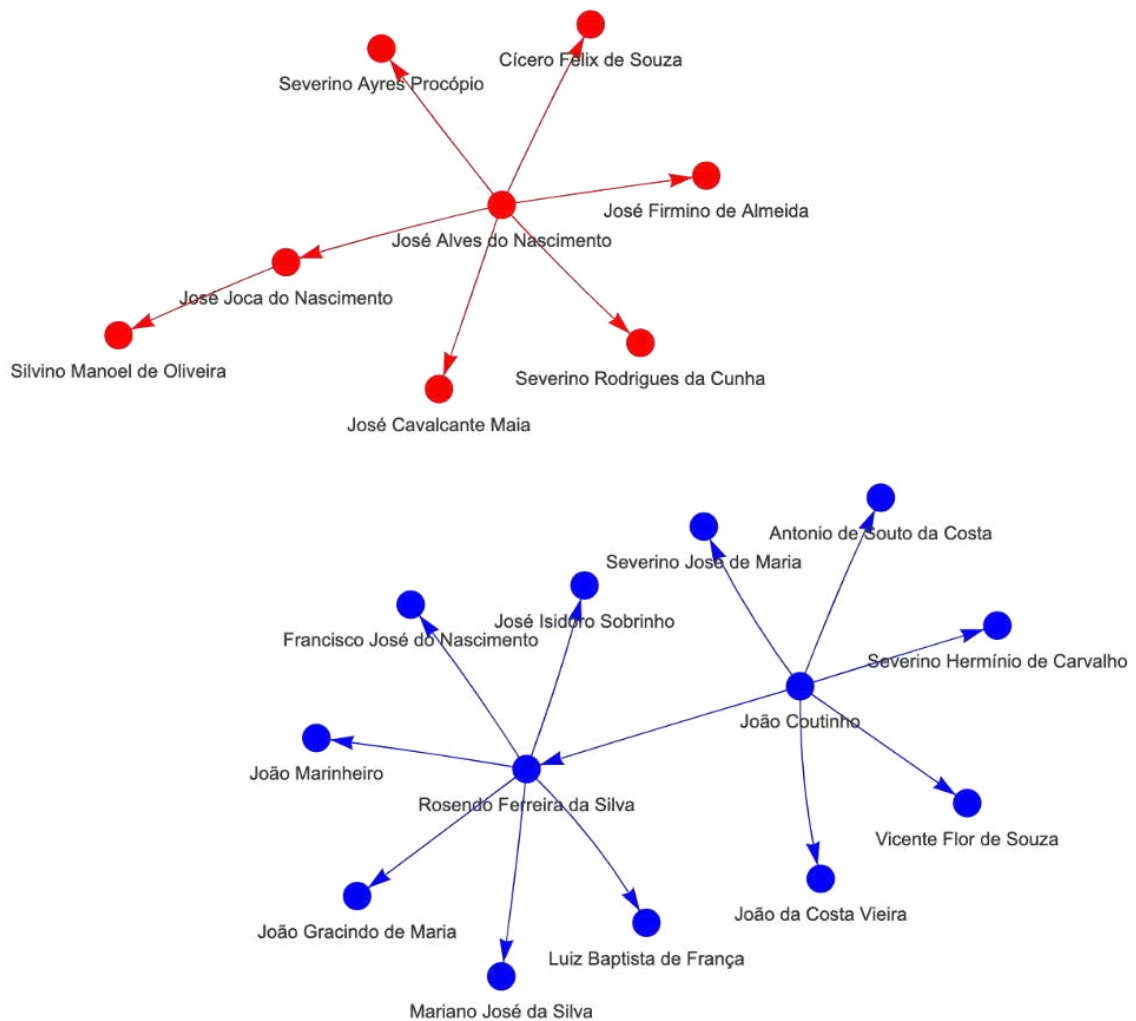 Cícero Felix de Souza
Severino Ayres Procópio
José Firmino de Almeida
José Alves do Nascimento
José Joca do Nascimento
Silvino Manoel de Oliveira
Severino Rodrigues da Cunha
José Cavalcante Maia
Antonio de Souto da Costa
Severino José de Maria
José Isidoro Sobrinho
Francisco José do Nascimento
Severino Hermínio de Carvalho
João Coutinho
João Marinheiro
Rosendo Ferreira da Silva
Vicente Flor de Souza
João da Costa Vieira
João Gracindo de Maria
Luiz Baptista de França
Mariano José da Silva